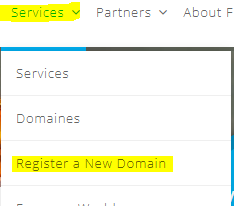 Services Partners About F
Services
Domaines
Register a New Domain